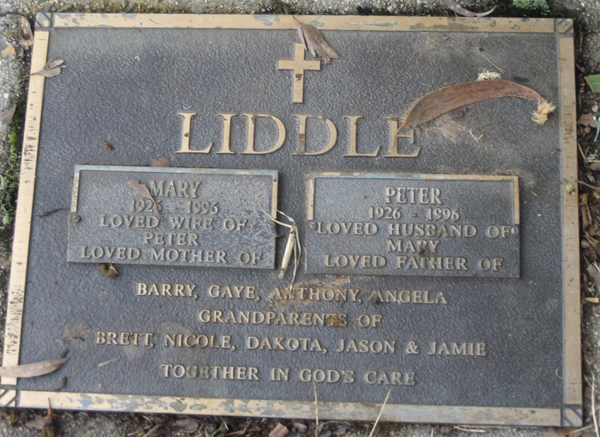 LIDDLE
MARY
1926 - 1996
LOVED WIFE OF
PETER
LOVED MOTHER OF
PETER
1926 - 1996
LOVED HUSBAND OF
MARY
LOVED FATHER OF
BARRY, GAYE, ANTHONY, ANGELA
GRANDPARENTS OF
BRETT, NICOLE, DAKOTA, JASON & JAMIE
TOGETHER IN GOD'S CARE